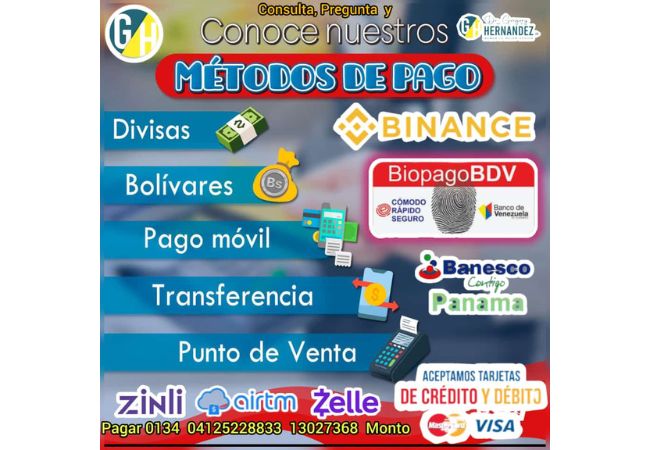 Consulta, Pregunta y
Conoce nuestros
GH
GH
HERNANDEZ
MÉTODOS DE PAGO
Divisas
BINANCE
Bolívares
Bs
BiopagoBDV
CÓMODO
RÁPIDO
SEGURO
Banco de
Venezuela
Pago móvil
Banesco
Contigo
Panama
Transferencia
Punto de Venta
ACEPTAMOS TARJETAS
DE CRÉDITO Y DÉBITO
zinli
airtm
Zelle
MasterCard
VISA
Pagar 0134 04125228833 13027368 Monto